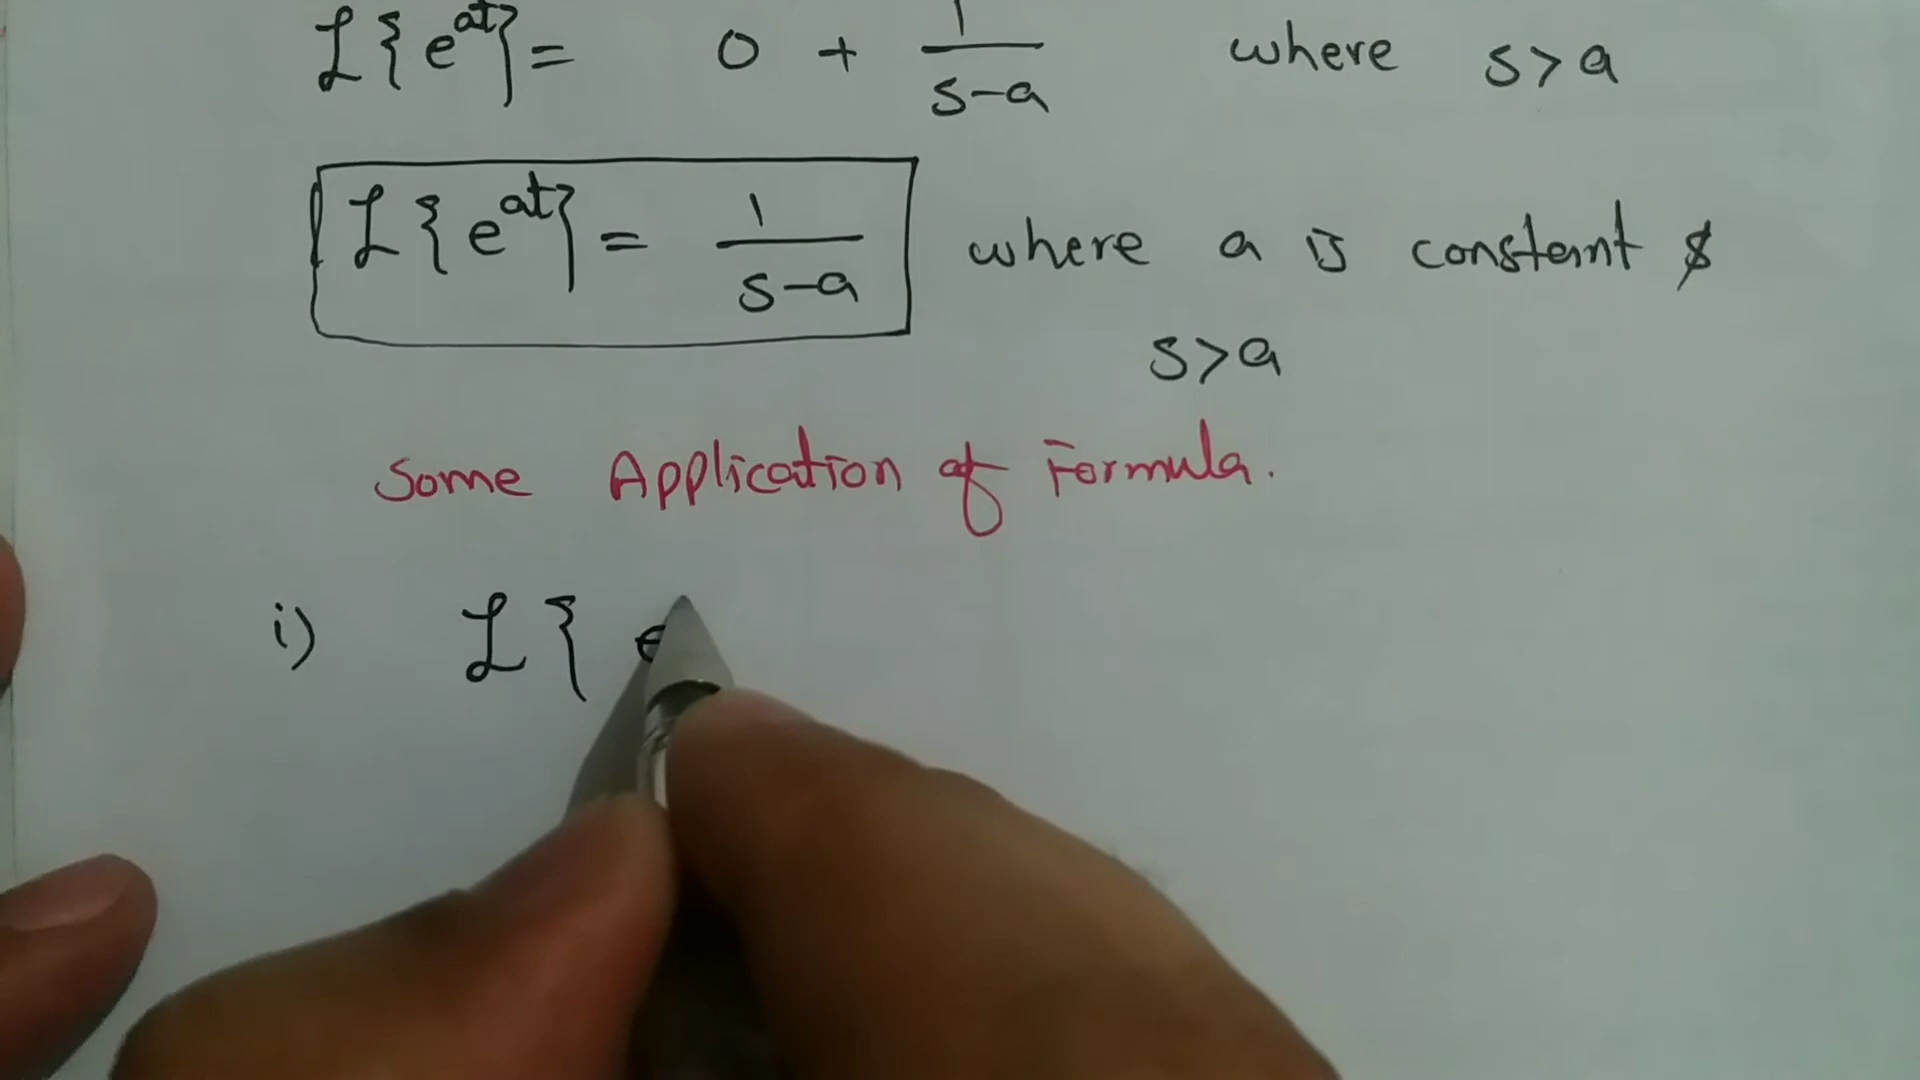 ℒ{e^{at}} = 0 + 1/(s-a) where s>a
ℒ{e^{at}} = 1/(s-a) where a is constant &
s>a
Some Application of Formula.
i) ℒ{ e